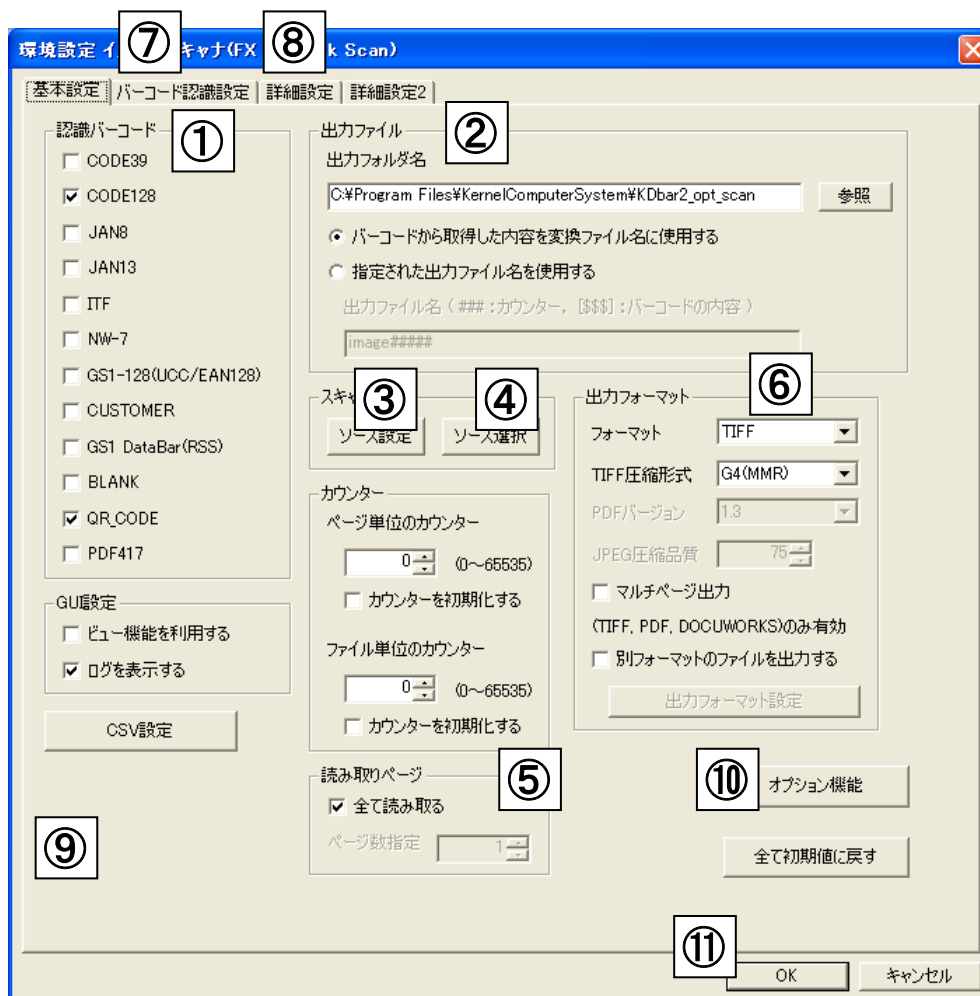 環境設定 イ ⑦ キャナ(FX ⑧ k Scan)
基本設定 バーコード認識設定 詳細設定 詳細設定2
認識バーコード ①
CODE39
CODE128
JAN8
JAN13
ITF
NW-7
GS1-128(UCC/EAN128)
CUSTOMER
GS1 DataBar(RSS)
BLANK
QR_CODE
PDF417
GUI設定
ビュー機能を利用する
ログを表示する
CSV設定
⑨
出力ファイル ②
出力フォルダ名
C:¥Program Files¥KernelComputerSystem¥KDbar2_opt_scan 参照
バーコードから取得した内容を変換ファイル名に使用する
指定された出力ファイル名を使用する
出力ファイル名 ( ### : カウンター, [$$$] : バーコードの内容 )
image#####
スキャ ③ ④
ソース設定 ソース選択
カウンター
ページ単位のカウンター
0 (0～65535)
カウンターを初期化する
ファイル単位のカウンター
0 (0～65535)
カウンターを初期化する
読み取りページ ⑤
全て読み取る
ページ数指定 1
出力フォーマット ⑥
フォーマット TIFF
TIFF圧縮形式 G4(MMR)
PDFバージョン 1.3
JPEG圧縮品質 75
マルチページ出力
(TIFF, PDF, DOCUWORKS)のみ有効
別フォーマットのファイルを出力する
出力フォーマット設定
⑩ オプション機能
全て初期値に戻す
⑪
OK キャンセル